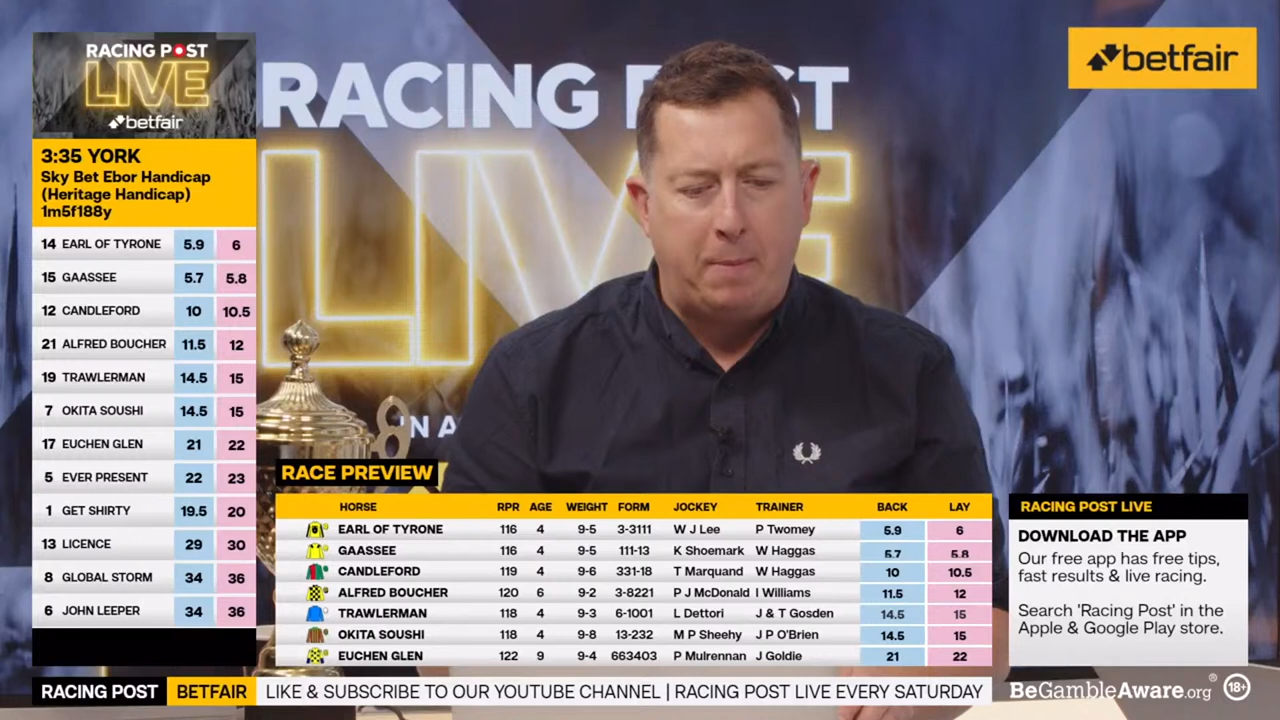 RACING POST
LIVE
betfair
3:35 YORK
Sky Bet Ebor Handicap
(Heritage Handicap)
1m5f188y
14 EARL OF TYRONE 5.9 6
15 GAASSEE 5.7 5.8
12 CANDLEFORD 10 10.5
21 ALFRED BOUCHER 11.5 12
19 TRAWLERMAN 14.5 15
7 OKITA SOUSHI 14.5 15
17 EUCHEN GLEN 21 22
5 EVER PRESENT 22 23
1 GET SHIRTY 19.5 20
13 LICENCE 29 30
8 GLOBAL STORM 34 36
6 JOHN LEEPER 34 36
RACING POST
LIVE
IN A
betfair
RACE PREVIEW
HORSE RPR AGE WEIGHT FORM JOCKEY TRAINER BACK LAY
EARL OF TYRONE 116 4 9-5 3-3111 W J Lee P Twomey 5.9 6
GAASSEE 116 4 9-5 111-13 K Shoemark W Haggas 5.7 5.8
CANDLEFORD 119 4 9-6 331-18 T Marquand W Haggas 10 10.5
ALFRED BOUCHER 120 6 9-2 3-8221 P J McDonald I Williams 11.5 12
TRAWLERMAN 118 4 9-3 6-1001 L Dettori J & T Gosden 14.5 15
OKITA SOUSHI 118 4 9-8 13-232 M P Sheehy J P O'Brien 14.5 15
EUCHEN GLEN 122 9 9-4 663403 P Mulrennan J Goldie 21 22
RACING POST LIVE
DOWNLOAD THE APP
Our free app has free tips,
fast results & live racing.
Search 'Racing Post' in the
Apple & Google Play store.
RACING POST BETFAIR LIKE & SUBSCRIBE TO OUR YOUTUBE CHANNEL | RACING POST LIVE EVERY SATURDAY BeGambleAware.org® 18+